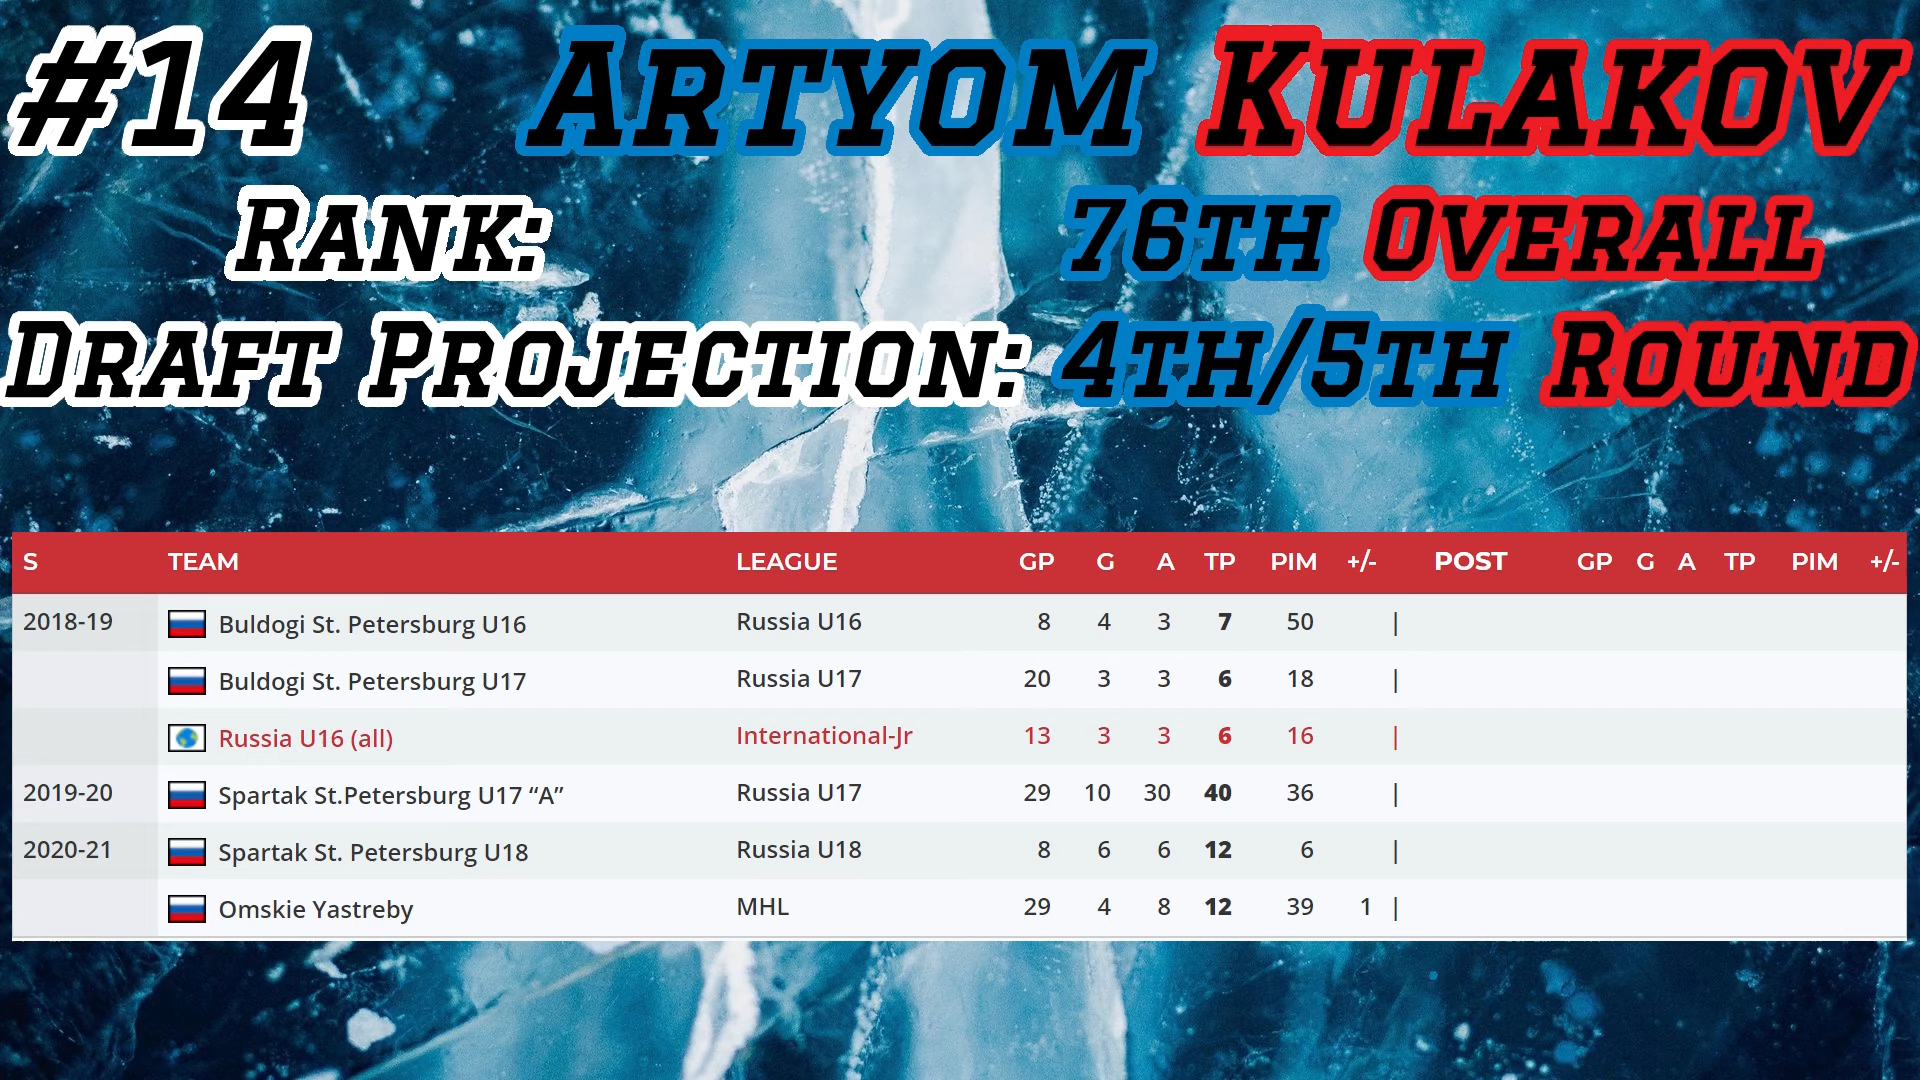 #14 Artyom Kulakov
Rank: 76th Overall
Draft Projection: 4th/5th Round
S TEAM LEAGUE GP G A TP PIM +/- POST GP G A TP PIM +/-
2018-19 Buldogi St. Petersburg U16 Russia U16 8 4 3 7 50 |
Buldogi St. Petersburg U17 Russia U17 20 3 3 6 18 |
Russia U16 (all) International-Jr 13 3 3 6 16 |
2019-20 Spartak St.Petersburg U17 “A” Russia U17 29 10 30 40 36 |
2020-21 Spartak St. Petersburg U18 Russia U18 8 6 6 12 6 |
Omskie Yastreby MHL 29 4 8 12 39 1 |